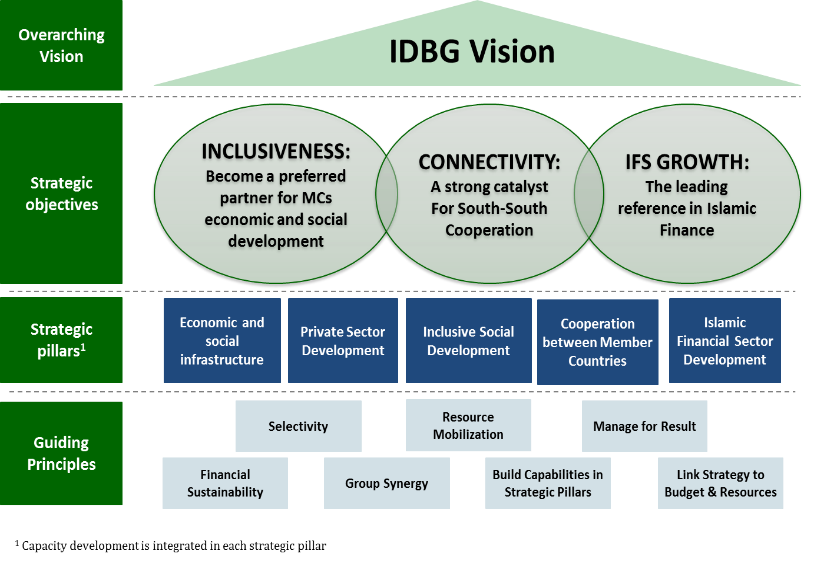 Overarching
Vision
IDBG Vision
Strategic
objectives
INCLUSIVENESS:
Become a preferred
partner for MCs
economic and social
development
CONNECTIVITY:
A strong catalyst
For South-South
Cooperation
IFS GROWTH:
The leading
reference in Islamic
Finance
Strategic
pillars¹
Economic and
social
infrastructure
Private Sector
Development
Inclusive Social
Development
Cooperation
between Member
Countries
Islamic
Financial Sector
Development
Guiding
Principles
Selectivity
Resource
Mobilization
Manage for Result
Financial
Sustainability
Group Synergy
Build Capabilities in
Strategic Pillars
Link Strategy to
Budget & Resources
¹ Capacity development is integrated in each strategic pillar